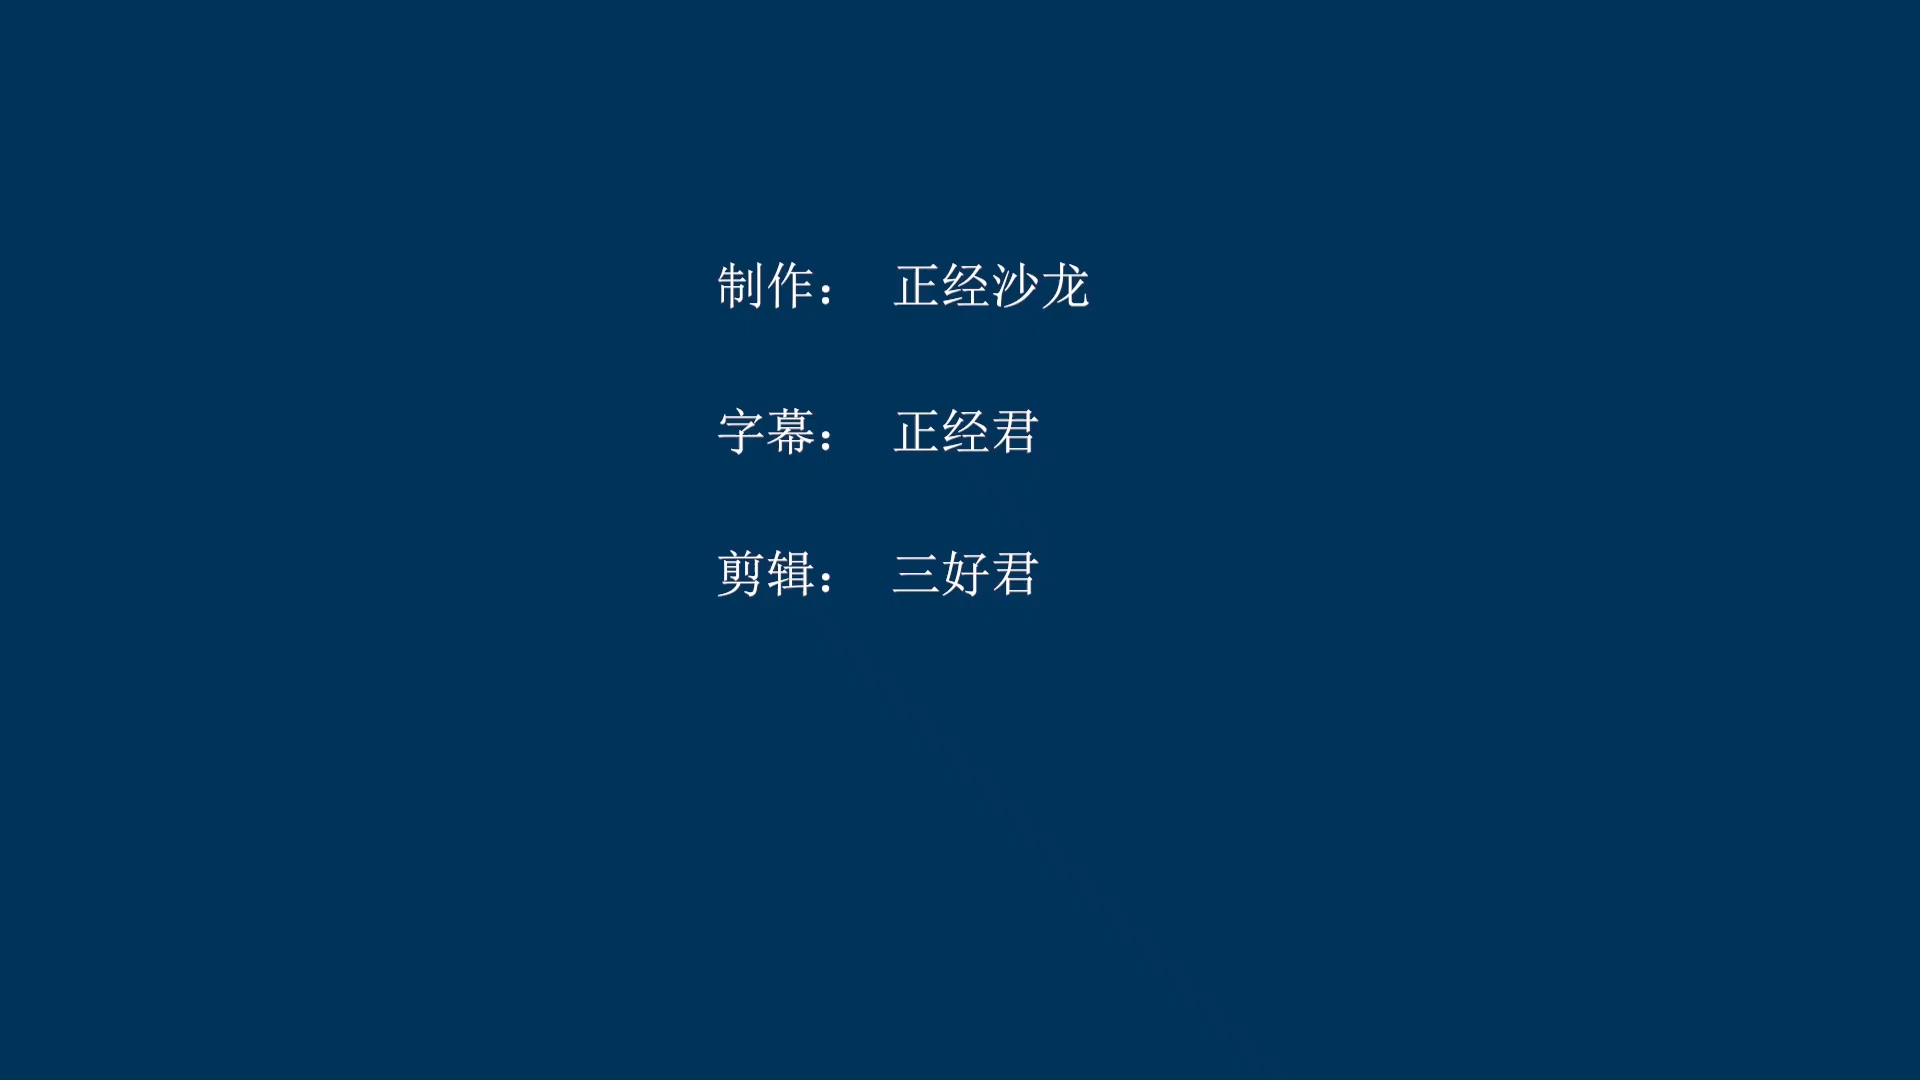 制作： 正经沙龙
字幕： 正经君
剪辑： 三好君